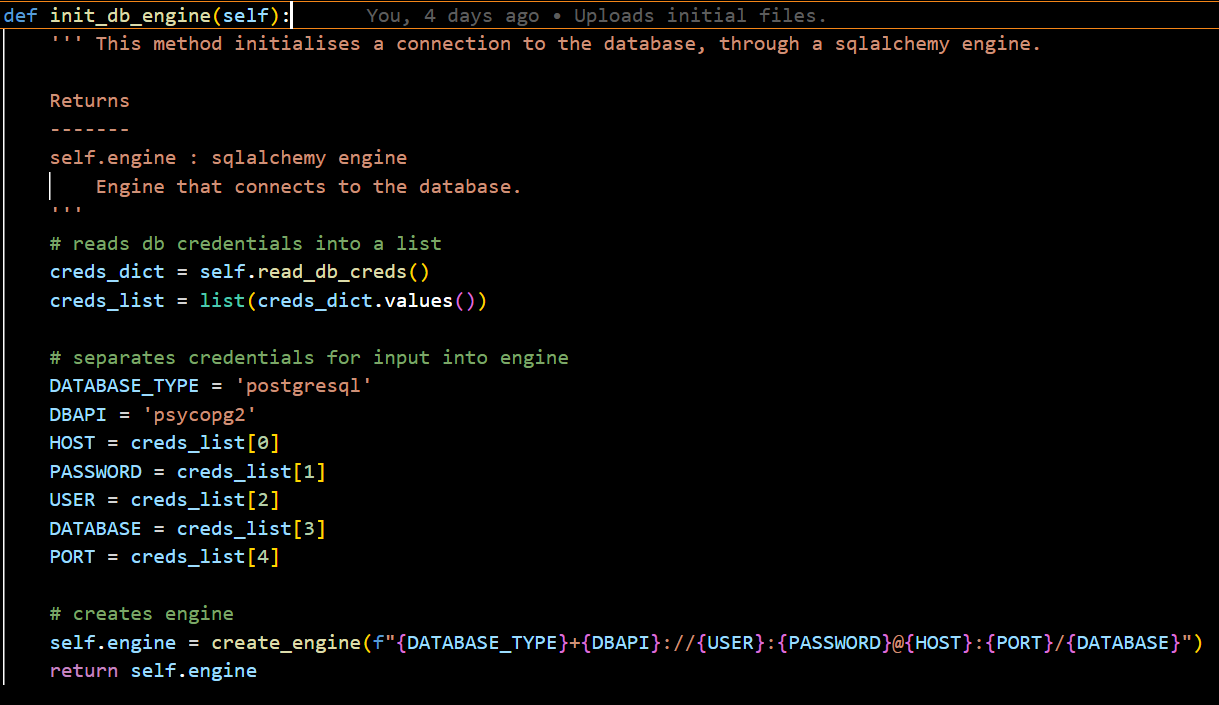 def init_db_engine(self):        You, 4 days ago • Uploads initial files.
    ''' This method initialises a connection to the database, through a sqlalchemy engine.

    Returns
    -------
    self.engine : sqlalchemy engine
        Engine that connects to the database.
    '''
    # reads db credentials into a list
    creds_dict = self.read_db_creds()
    creds_list = list(creds_dict.values())

    # separates credentials for input into engine
    DATABASE_TYPE = 'postgresql'
    DBAPI = 'psycopg2'
    HOST = creds_list[0]
    PASSWORD = creds_list[1]
    USER = creds_list[2]
    DATABASE = creds_list[3]
    PORT = creds_list[4]

    # creates engine
    self.engine = create_engine(f"{DATABASE_TYPE}+{DBAPI}://{USER}:{PASSWORD}@{HOST}:{PORT}/{DATABASE}")
    return self.engine